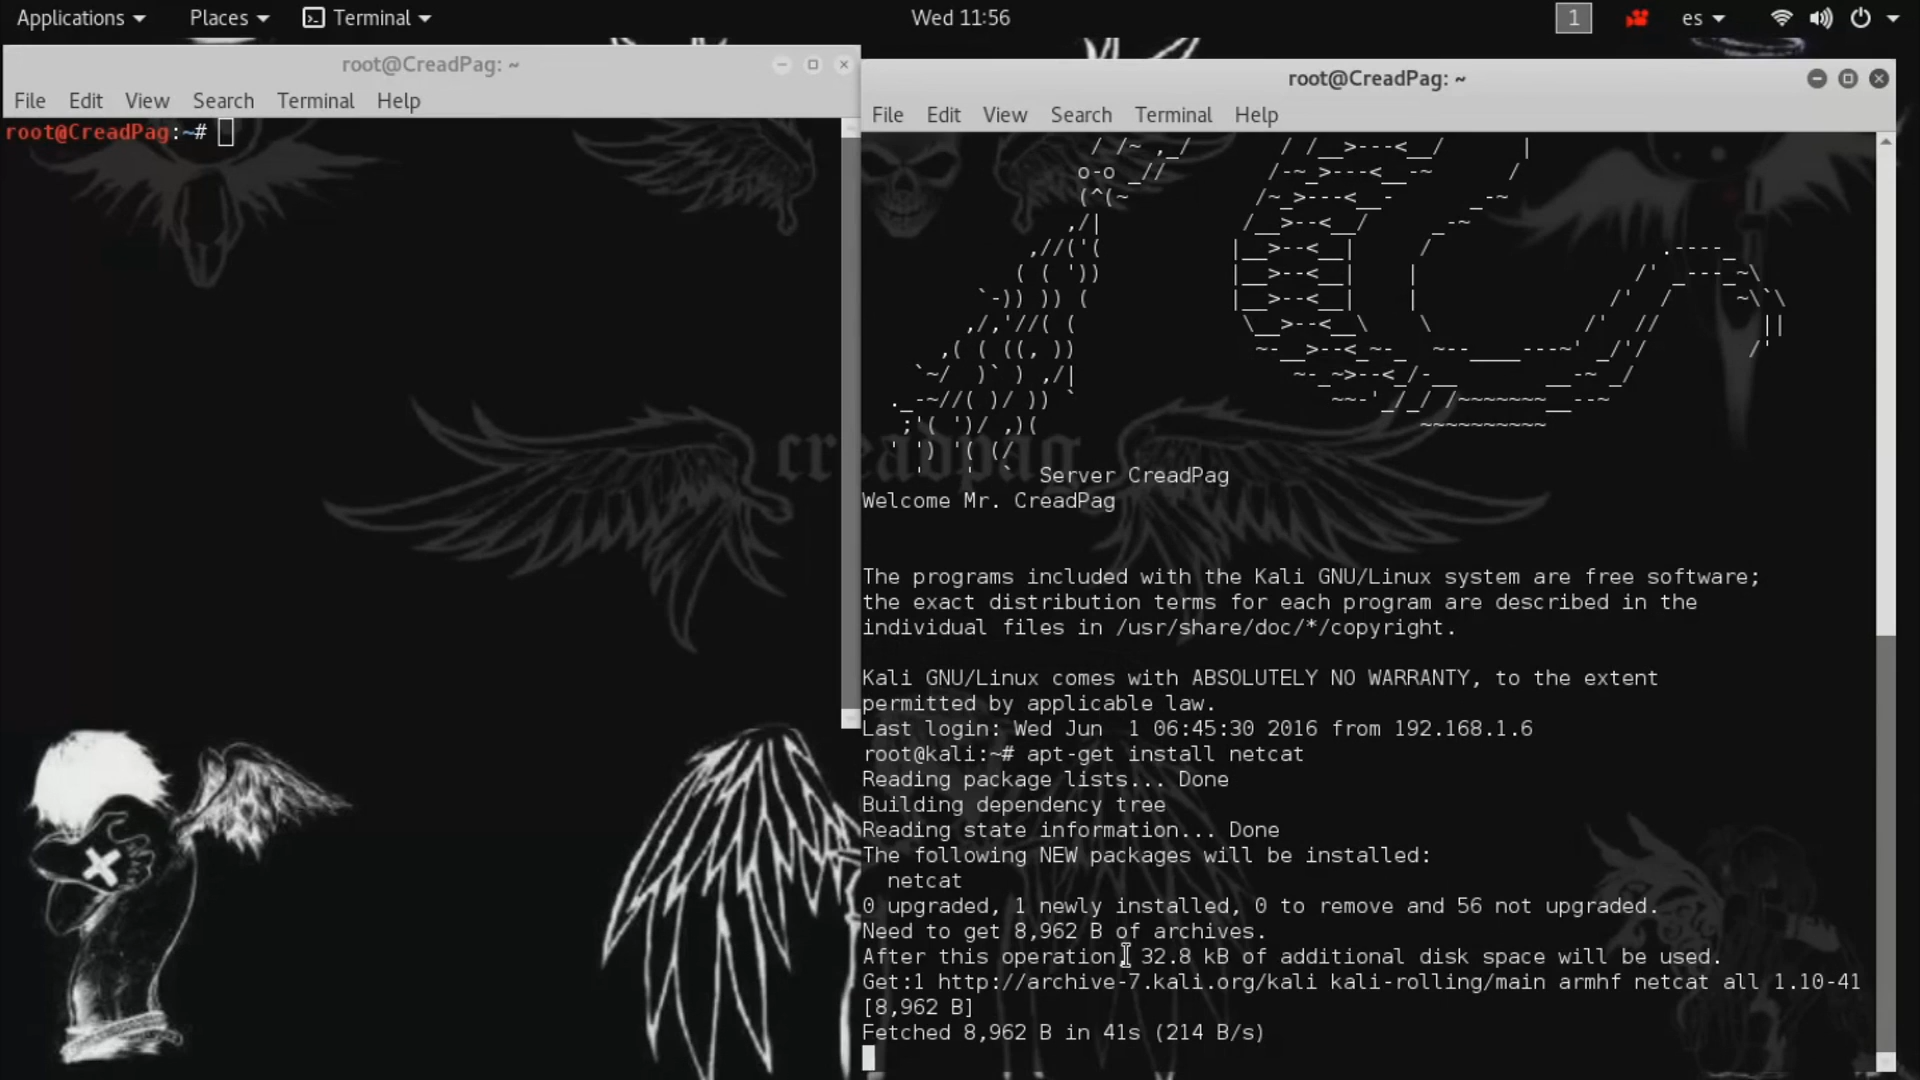 Applications
Places
Terminal
Wed 11:56
1
es
root@CreadPag: ~
File Edit View Search Terminal Help
root@CreadPag:~#
root@CreadPag: ~
File Edit View Search Terminal Help
creadpag
Server CreadPag
Welcome Mr. CreadPag
The programs included with the Kali GNU/Linux system are free software;
the exact distribution terms for each program are described in the
individual files in /usr/share/doc/*/copyright.
Kali GNU/Linux comes with ABSOLUTELY NO WARRANTY, to the extent
permitted by applicable law.
Last login: Wed Jun  1 06:45:30 2016 from 192.168.1.6
root@kali:~# apt-get install netcat
Reading package lists... Done
Building dependency tree
Reading state information... Done
The following NEW packages will be installed:
  netcat
0 upgraded, 1 newly installed, 0 to remove and 56 not upgraded.
Need to get 8,962 B of archives.
After this operation, 32.8 kB of additional disk space will be used.
Get:1 http://archive-7.kali.org/kali kali-rolling/main armhf netcat all 1.10-41
[8,962 B]
Fetched 8,962 B in 41s (214 B/s)